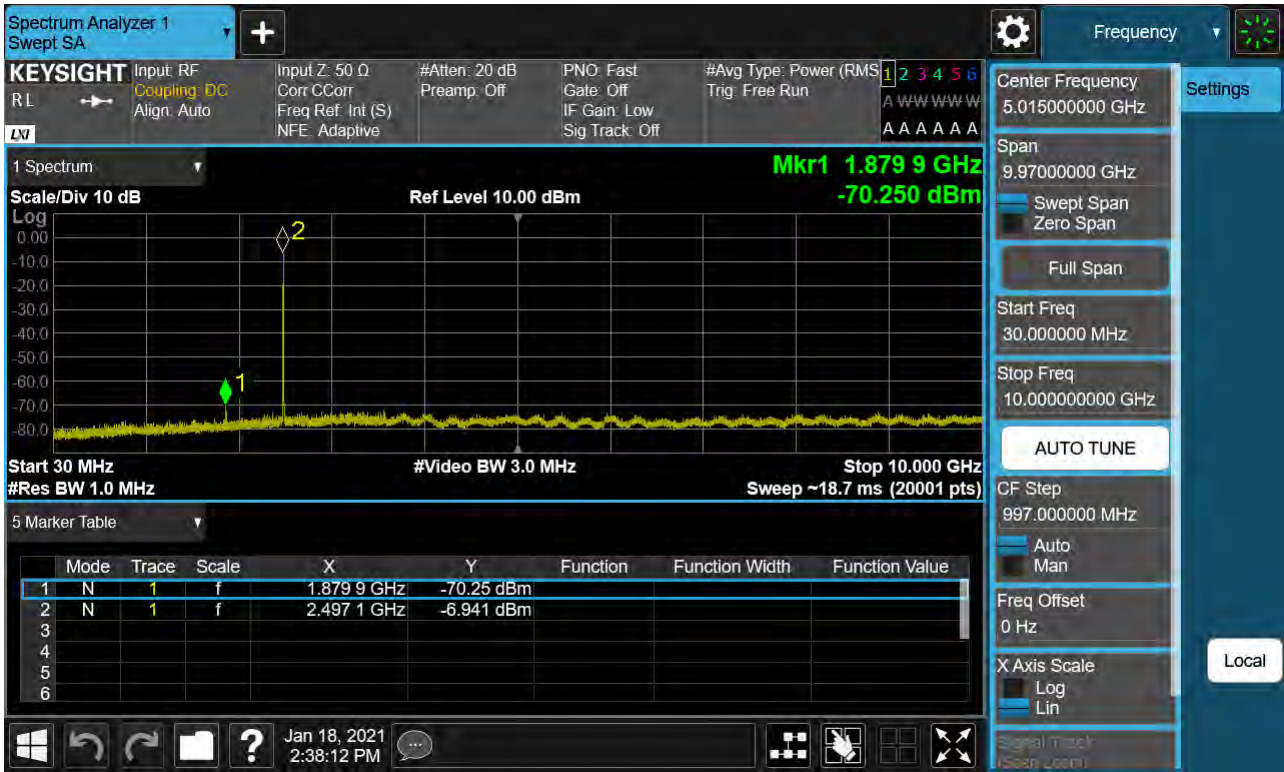 Spectrum Analyzer 1
Swept SA
+
Frequency
KEYSIGHT
RL
LXI
Input: RF
Coupling: DC
Align: Auto
Input Z: 50 Ω
Corr CCorr
Freq Ref: Int (S)
NFE: Adaptive
#Atten: 20 dB
Preamp: Off
PNO: Fast
Gate: Off
IF Gain: Low
Sig Track: Off
#Avg Type: Power (RMS
Trig: Free Run
1 2 3 4 5 6
A W W W W W
A A A A A A
1 Spectrum
Scale/Div 10 dB
Ref Level 10.00 dBm
Mkr1 1.879 9 GHz
-70.250 dBm
Log
0.00
-10.0
-20.0
-30.0
-40.0
-50.0
-60.0
-70.0
-80.0
1
2
Start 30 MHz
#Video BW 3.0 MHz
Stop 10.000 GHz
#Res BW 1.0 MHz
Sweep ~18.7 ms (20001 pts)
5 Marker Table
Mode Trace Scale X Y Function Function Width Function Value
1 N 1 f 1.879 9 GHz -70.25 dBm
2 N 1 f 2.497 1 GHz -6.941 dBm
3
4
5
6
Center Frequency
5.015000000 GHz
Settings
Span
9.97000000 GHz
Swept Span
Zero Span
Full Span
Start Freq
30.000000 MHz
Stop Freq
10.000000000 GHz
AUTO TUNE
CF Step
997.000000 MHz
Auto
Man
Freq Offset
0 Hz
X Axis Scale
Log
Lin
Signal Track
(Span Zoom)
Local
?
Jan 18, 2021
2:38:12 PM